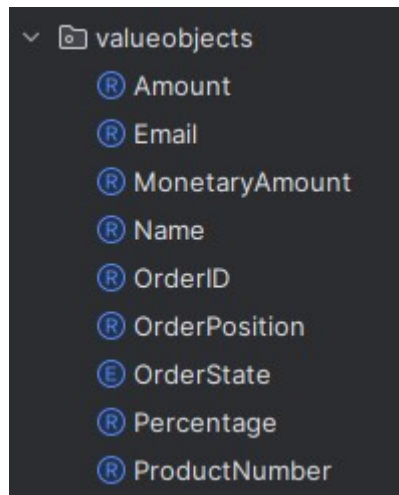 valueobjects
R Amount
R Email
R MonetaryAmount
R Name
R OrderID
R OrderPosition
E OrderState
R Percentage
R ProductNumber